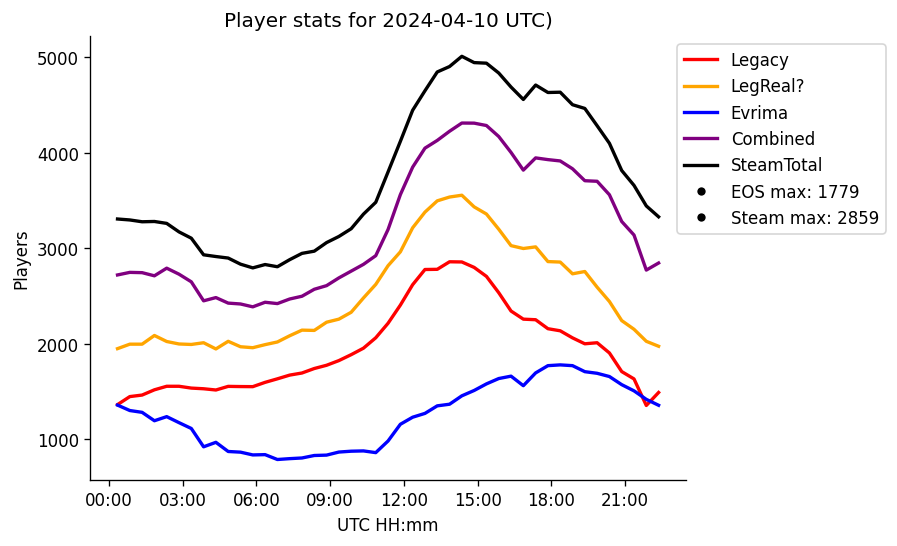 Player stats for 2024-04-10 UTC)
Legacy
LegReal?
Evrima
Combined
SteamTotal
EOS max: 1779
Steam max: 2859
Players
5000
4000
3000
2000
1000
00:00 03:00 06:00 09:00 12:00 15:00 18:00 21:00
UTC HH:mm